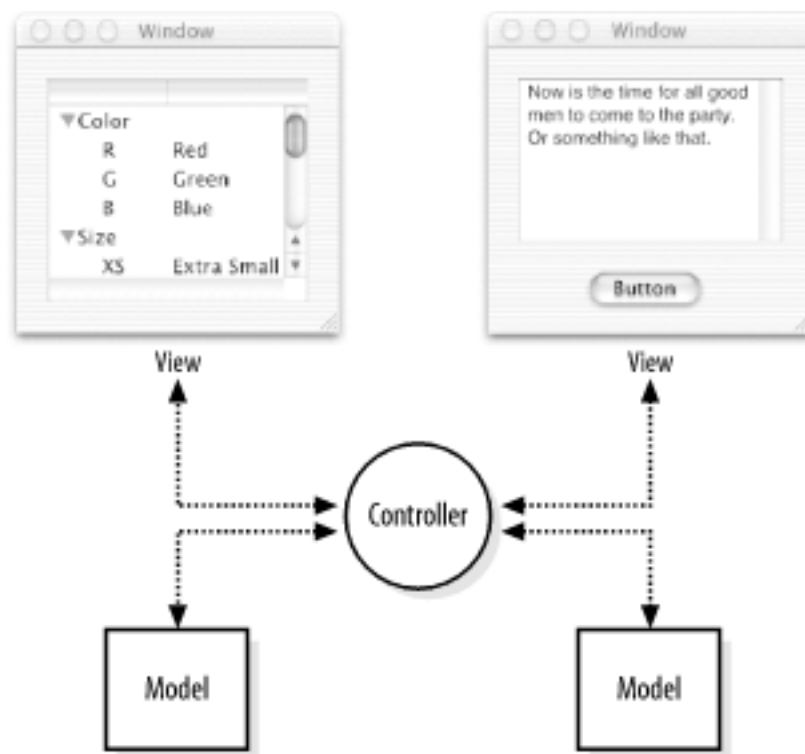 Window
Color
R Red
G Green
B Blue
Size
XS Extra Small
View
Window
Now is the time for all good
men to come to the party.
Or something like that.
Button
View
Controller
Model
Model